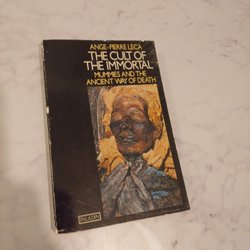 ANGE-PIERRE LECA
THE CULT OF
THE IMMORTAL
MUMMIES AND THE
ANCIENT WAY OF DEATH
PALADIN